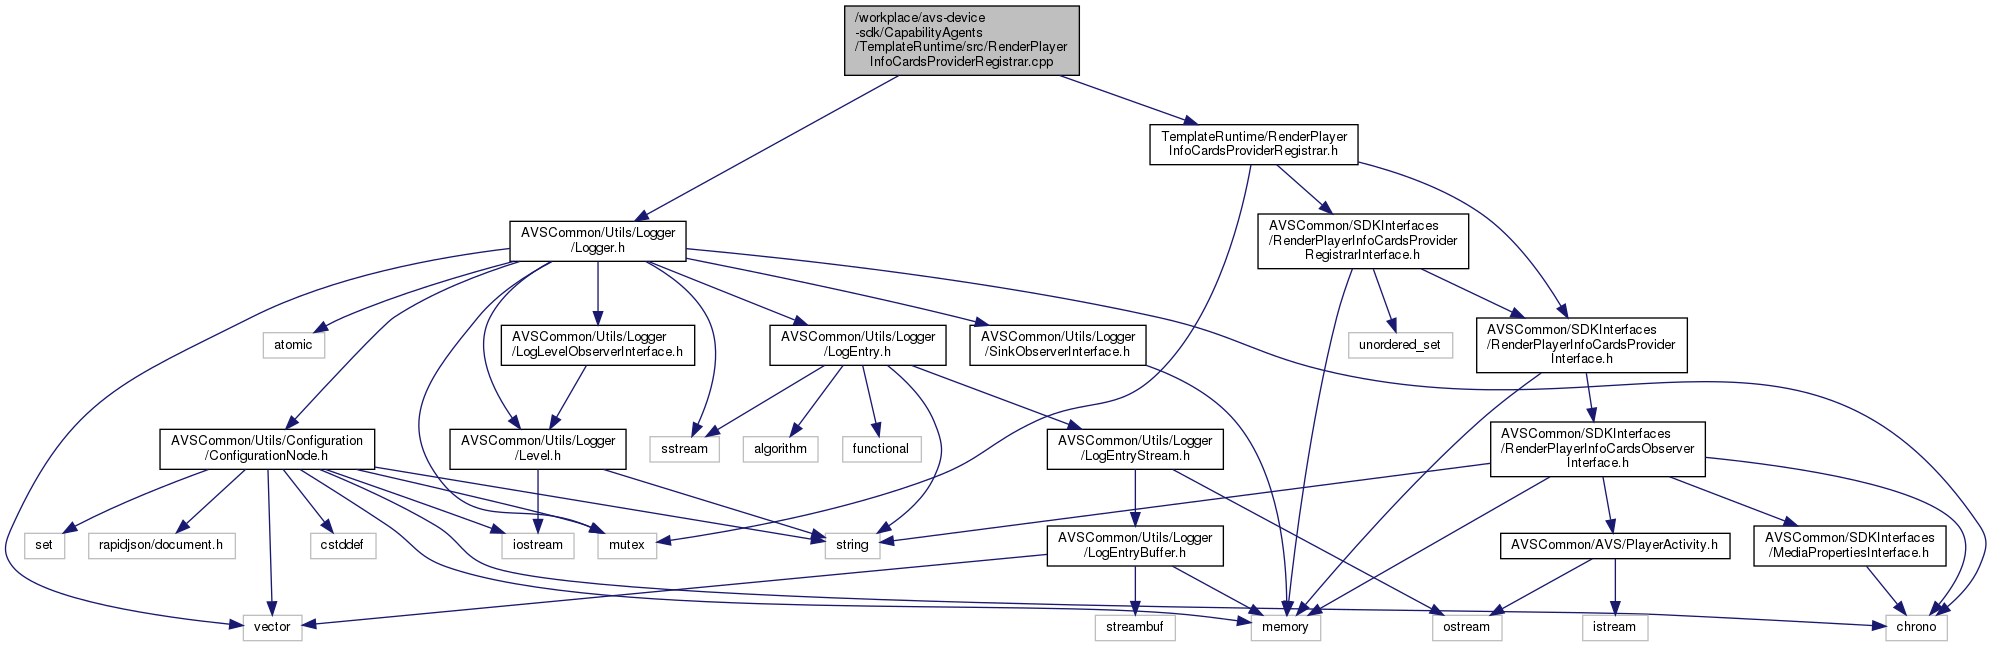 /workplace/avs-device
-sdk/CapabilityAgents
/TemplateRuntime/src/RenderPlayer
InfoCardsProviderRegistrar.cpp
TemplateRuntime/RenderPlayer
InfoCardsProviderRegistrar.h
AVSCommon/Utils/Logger
/Logger.h
AVSCommon/SDKInterfaces
/RenderPlayerInfoCardsProvider
RegistrarInterface.h
atomic
AVSCommon/Utils/Logger
/LogLevelObserverInterface.h
AVSCommon/Utils/Logger
/LogEntry.h
AVSCommon/Utils/Logger
/SinkObserverInterface.h
unordered_set
AVSCommon/SDKInterfaces
/RenderPlayerInfoCardsProvider
Interface.h
AVSCommon/Utils/Configuration
/ConfigurationNode.h
AVSCommon/Utils/Logger
/Level.h
sstream
algorithm
functional
AVSCommon/Utils/Logger
/LogEntryStream.h
AVSCommon/SDKInterfaces
/RenderPlayerInfoCardsObserver
Interface.h
set
rapidjson/document.h
cstddef
iostream
mutex
string
AVSCommon/Utils/Logger
/LogEntryBuffer.h
AVSCommon/AVS/PlayerActivity.h
AVSCommon/SDKInterfaces
/MediaPropertiesInterface.h
vector
streambuf
memory
ostream
istream
chrono